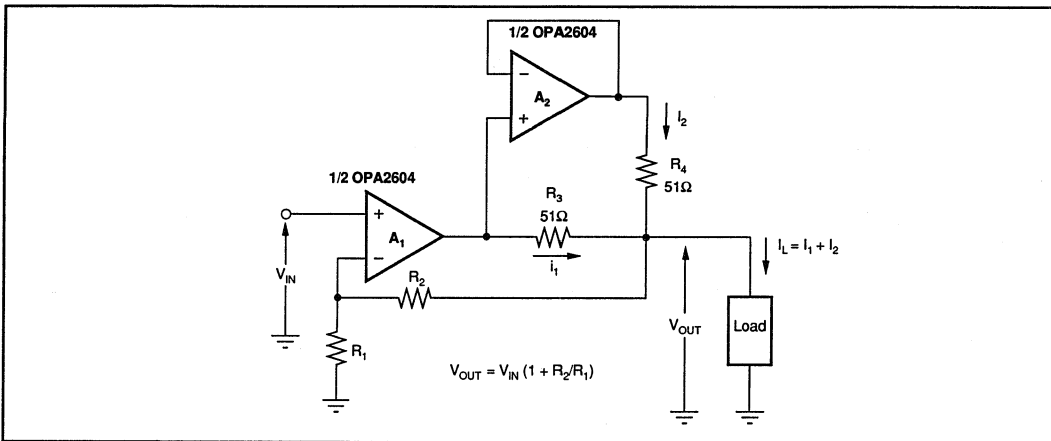 1/2 OPA2604
−
A2
+
I2
R4
51Ω
1/2 OPA2604
R3
51Ω
+
A1
−
i1
IL = I1 + I2
VIN
R2
VOUT
Load
R1
VOUT = VIN (1 + R2/R1)